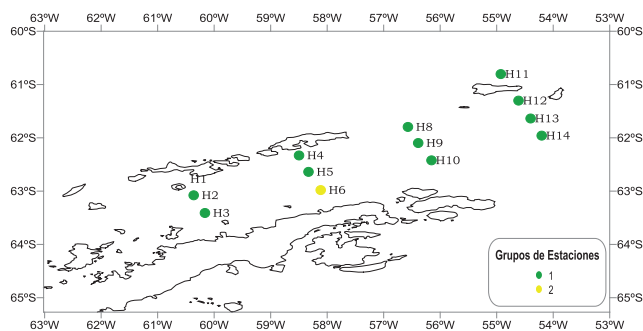 63°W 62°W 61°W 60°W 59°W 58°W 57°W 56°W 55°W 54°W 53°W
60°S 60°S
H11
61°S 61°S
H12
H13
H8
62°S H14 62°S
H9
H4
H10
H5
H1
63°S H6 63°S
H2
H3
64°S 64°S
Grupos de Estaciones
1
2
65°S 65°S
63°W 62°W 61°W 60°W 59°W 58°W 57°W 56°W 55°W 54°W 53°W